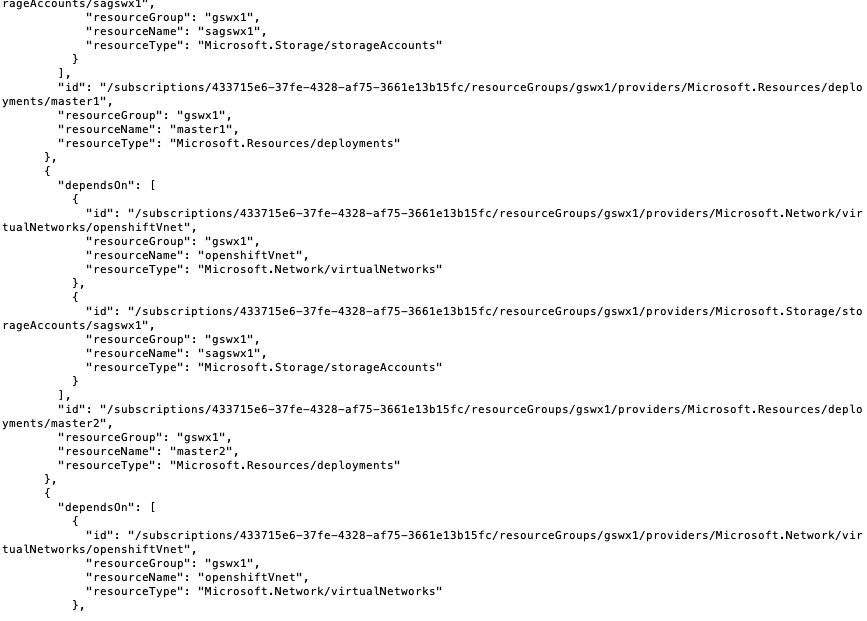 rageAccounts/sagswx1",
            "resourceGroup": "gswx1",
            "resourceName": "sagswx1",
            "resourceType": "Microsoft.Storage/storageAccounts"
          }
        ],
        "id": "/subscriptions/433715e6-37fe-4328-af75-3661e13b15fc/resourceGroups/gswx1/providers/Microsoft.Resources/deplo
yments/master1",
        "resourceGroup": "gswx1",
        "resourceName": "master1",
        "resourceType": "Microsoft.Resources/deployments"
      },
      {
        "dependsOn": [
          {
            "id": "/subscriptions/433715e6-37fe-4328-af75-3661e13b15fc/resourceGroups/gswx1/providers/Microsoft.Network/vir
tualNetworks/openshiftVnet",
            "resourceGroup": "gswx1",
            "resourceName": "openshiftVnet",
            "resourceType": "Microsoft.Network/virtualNetworks"
          },
          {
            "id": "/subscriptions/433715e6-37fe-4328-af75-3661e13b15fc/resourceGroups/gswx1/providers/Microsoft.Storage/sto
rageAccounts/sagswx1",
            "resourceGroup": "gswx1",
            "resourceName": "sagswx1",
            "resourceType": "Microsoft.Storage/storageAccounts"
          }
        ],
        "id": "/subscriptions/433715e6-37fe-4328-af75-3661e13b15fc/resourceGroups/gswx1/providers/Microsoft.Resources/deplo
yments/master2",
        "resourceGroup": "gswx1",
        "resourceName": "master2",
        "resourceType": "Microsoft.Resources/deployments"
      },
      {
        "dependsOn": [
          {
            "id": "/subscriptions/433715e6-37fe-4328-af75-3661e13b15fc/resourceGroups/gswx1/providers/Microsoft.Network/vir
tualNetworks/openshiftVnet",
            "resourceGroup": "gswx1",
            "resourceName": "openshiftVnet",
            "resourceType": "Microsoft.Network/virtualNetworks"
          },